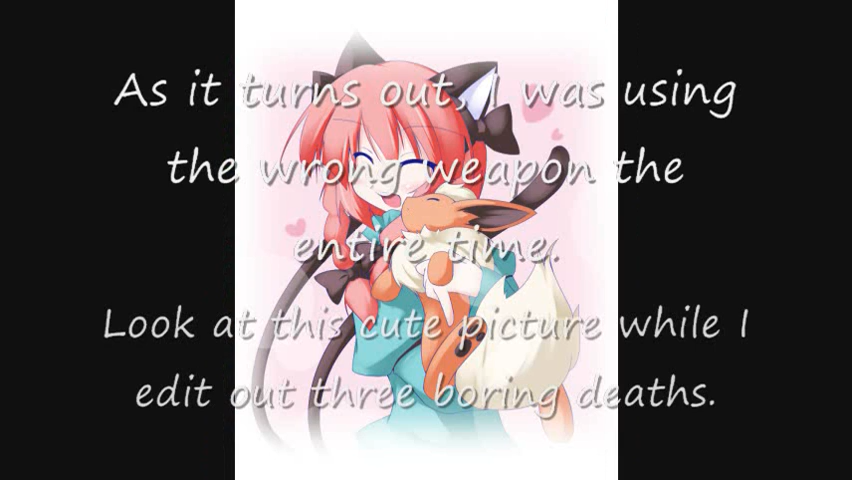 As it turns out, I was using
the wrong weapon the
entire time.
Look at this cute picture while I
edit out three boring deaths.